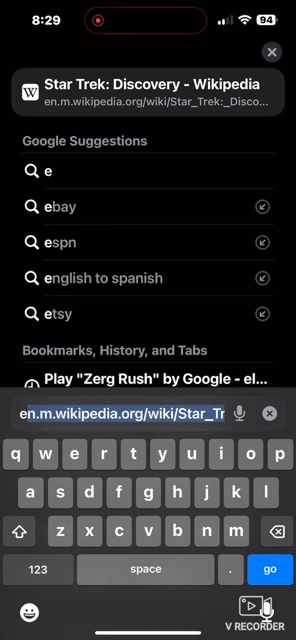 8:29
94
W
Star Trek: Discovery - Wikipedia
en.m.wikipedia.org/wiki/Star_Trek:_Disco...
Google Suggestions
e
ebay
espn
english to spanish
etsy
Bookmarks, History, and Tabs
Play "Zerg Rush" by Google - el...
en.m.wikipedia.org/wiki/Star_Tr
q w e r t y u i o p
a s d f g h j k l
z x c v b n m
123 space . go
V RECORDER